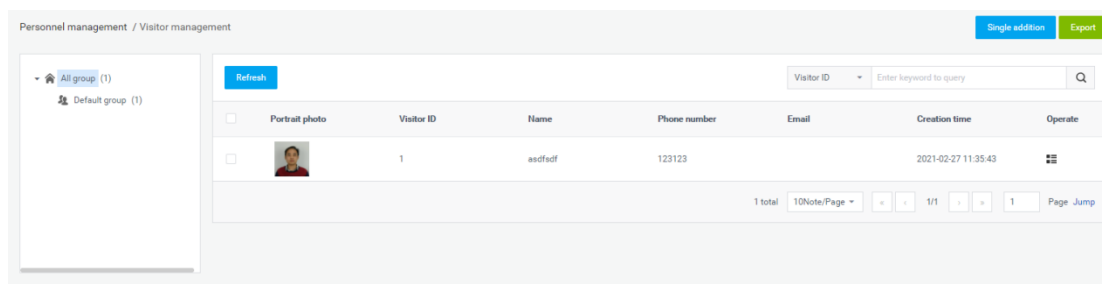 Personnel management / Visitor management
Single addition
Export
All group (1)
Default group (1)
Refresh
Visitor ID
Enter keyword to query
Portrait photo Visitor ID Name Phone number Email Creation time Operate
1 asdfsdf 123123 2021-02-27 11:35:43
1 total 10Note/Page « ‹ 1/1 › » 1 Page Jump